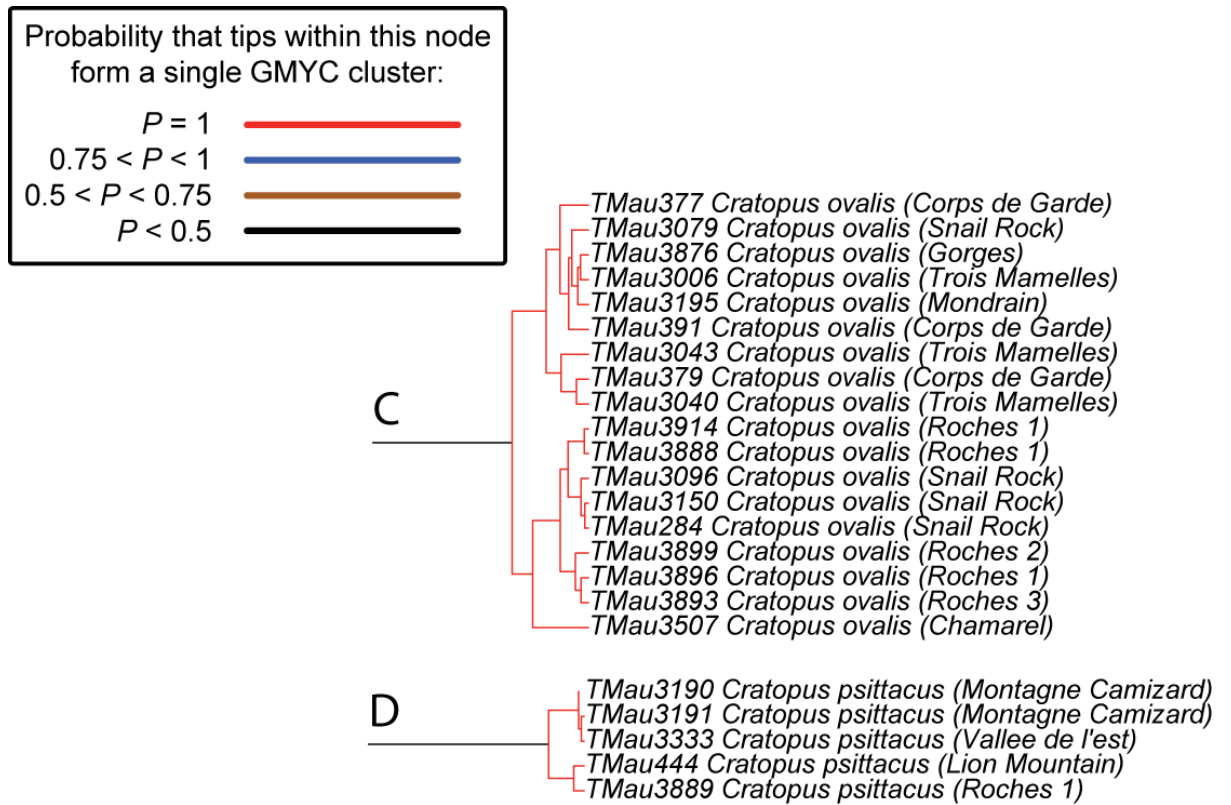 Probability that tips within this node
form a single GMYC cluster:
P = 1
0.75 < P < 1
0.5 < P < 0.75
P < 0.5
TMau377 Cratopus ovalis (Corps de Garde)
TMau3079 Cratopus ovalis (Snail Rock)
TMau3876 Cratopus ovalis (Gorges)
TMau3006 Cratopus ovalis (Trois Mamelles)
TMau3195 Cratopus ovalis (Mondrain)
TMau391 Cratopus ovalis (Corps de Garde)
TMau3043 Cratopus ovalis (Trois Mamelles)
TMau379 Cratopus ovalis (Corps de Garde)
TMau3040 Cratopus ovalis (Trois Mamelles)
C
TMau3914 Cratopus ovalis (Roches 1)
TMau3888 Cratopus ovalis (Roches 1)
TMau3096 Cratopus ovalis (Snail Rock)
TMau3150 Cratopus ovalis (Snail Rock)
TMau284 Cratopus ovalis (Snail Rock)
TMau3899 Cratopus ovalis (Roches 2)
TMau3896 Cratopus ovalis (Roches 1)
TMau3893 Cratopus ovalis (Roches 3)
TMau3507 Cratopus ovalis (Chamarel)
TMau3190 Cratopus psittacus (Montagne Camizard)
D
TMau3191 Cratopus psittacus (Montagne Camizard)
TMau3333 Cratopus psittacus (Vallee de l'est)
TMau444 Cratopus psittacus (Lion Mountain)
TMau3889 Cratopus psittacus (Roches 1)